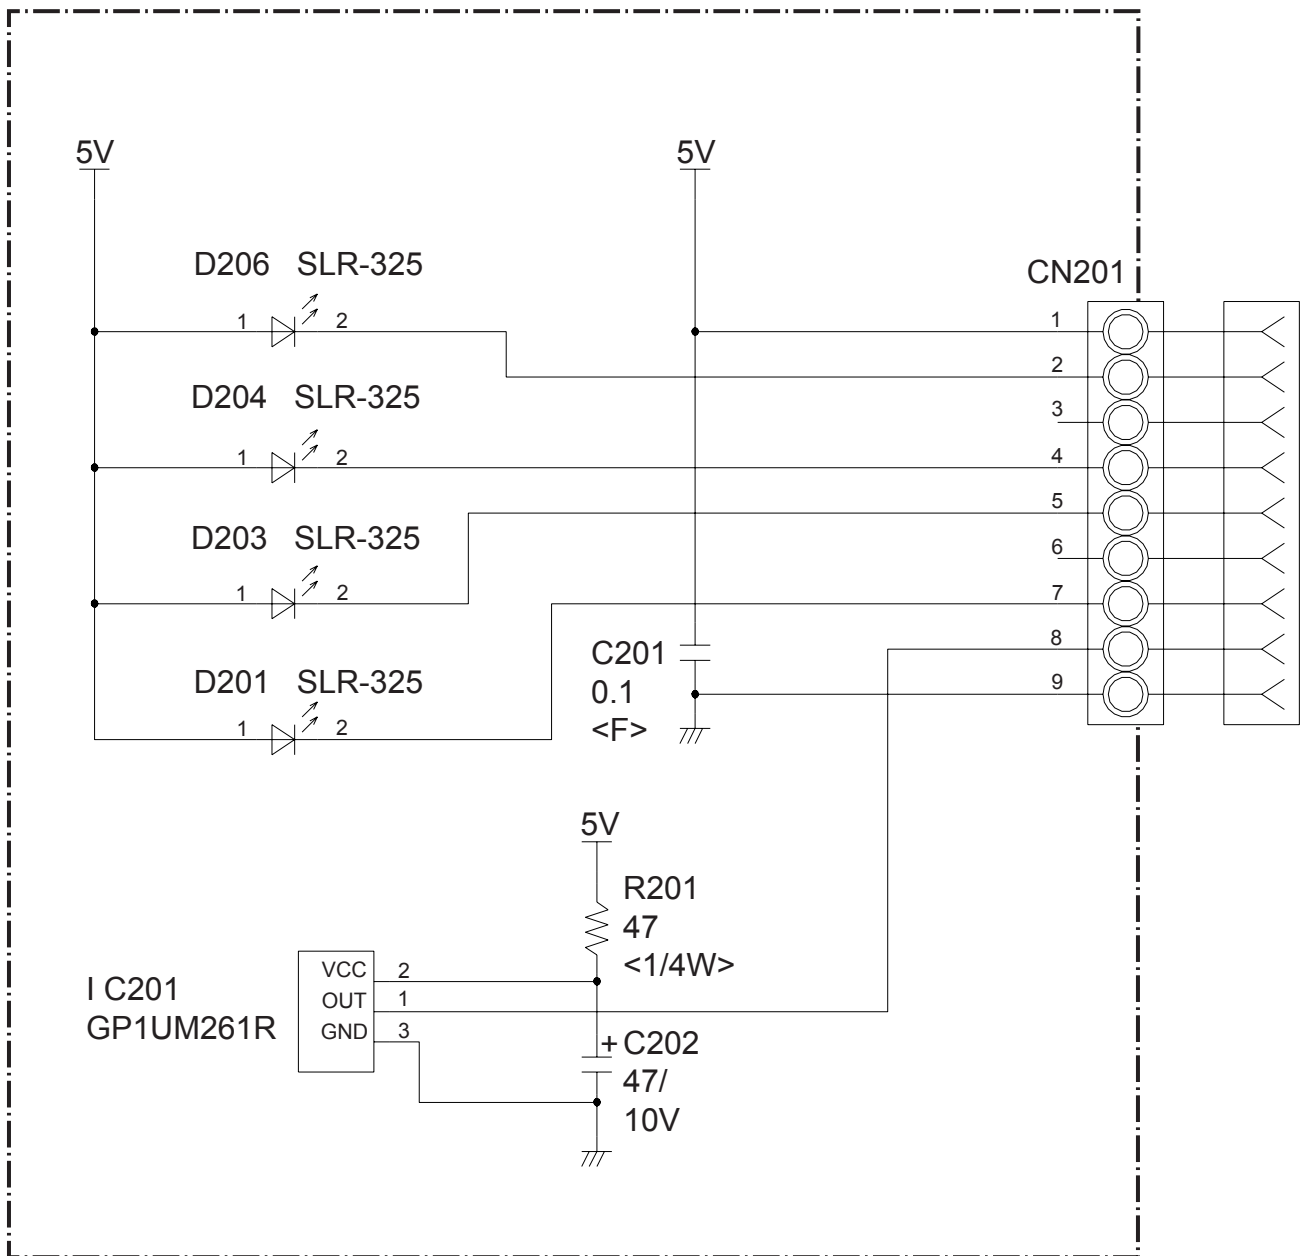 5V
5V
D206 SLR-325
CN201
1 2
1
2
D204 SLR-325
3
1 2
4
5
D203 SLR-325
6
1 2
7
C201
0.1
<F>
8
D201 SLR-325
9
1 2
5V
R201
47
<1/4W>
I C201
GP1UM261R
VCC 2
OUT 1
GND 3
+ C202
47/
10V